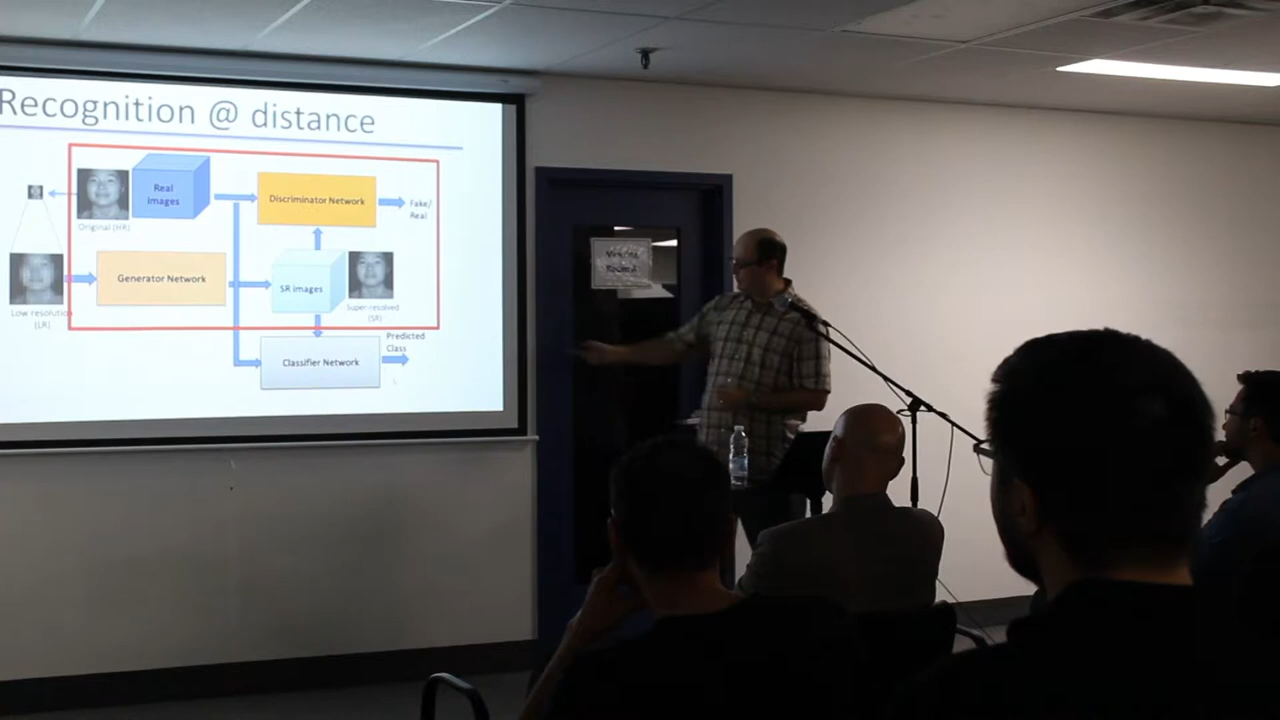 Recognition @ distance
Real
Images
Discriminator Network
Fake/
Real
Original (HR)
Generator Network
SR images
Low resolution
(LR)
Super-resolved
(SR)
Predicted
Class
Classifier Network